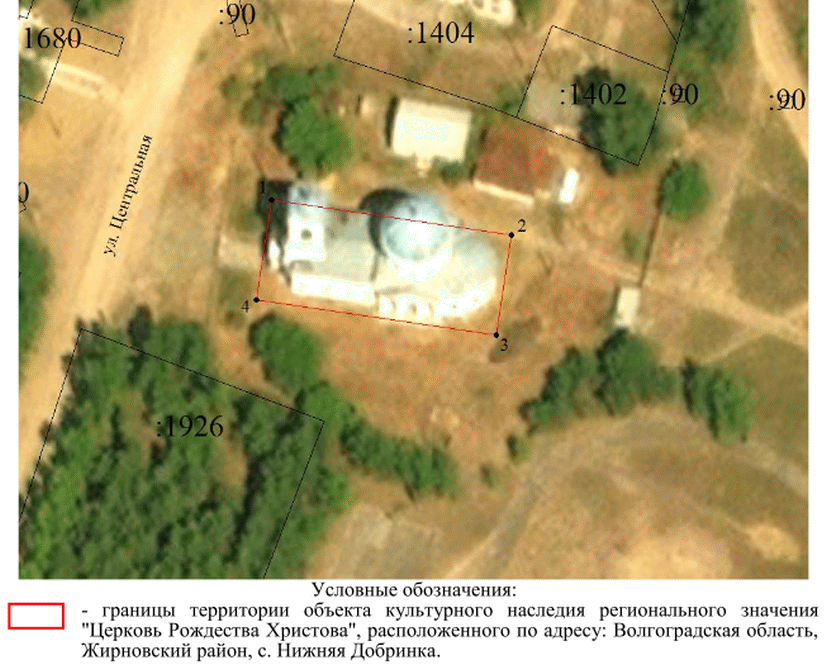 :90
1680
:1404
:1402
:90
:90
0
ул. Центральная
1
2
4
3
:1926
Условные обозначения:
- границы территории объекта культурного наследия регионального значения
"Церковь Рождества Христова", расположенного по адресу: Волгоградская область,
Жирновский район, с. Нижняя Добринка.